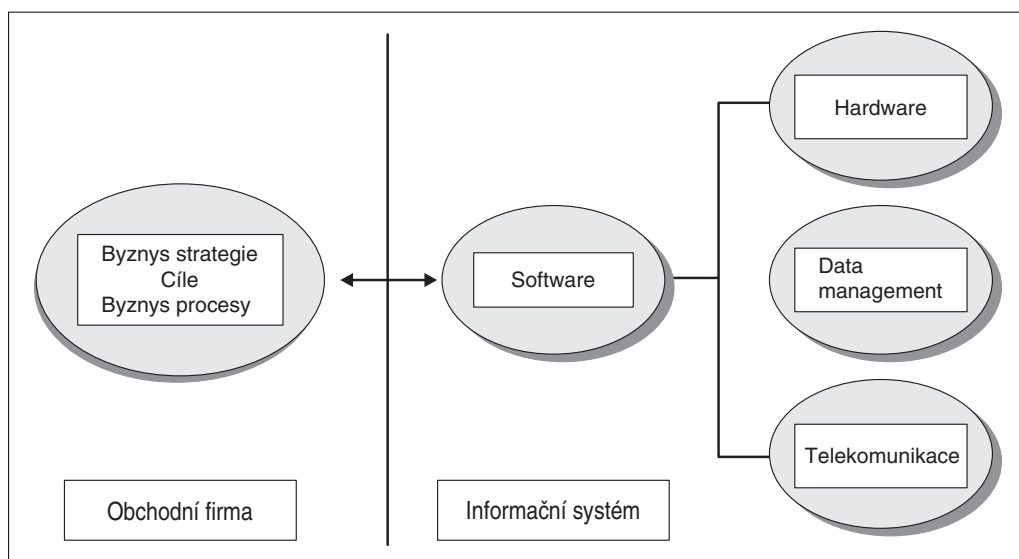 Byznys strategie
Cíle
Byznys procesy
Software
Hardware
Data
management
Telekomunikace
Obchodní firma
Informační systém